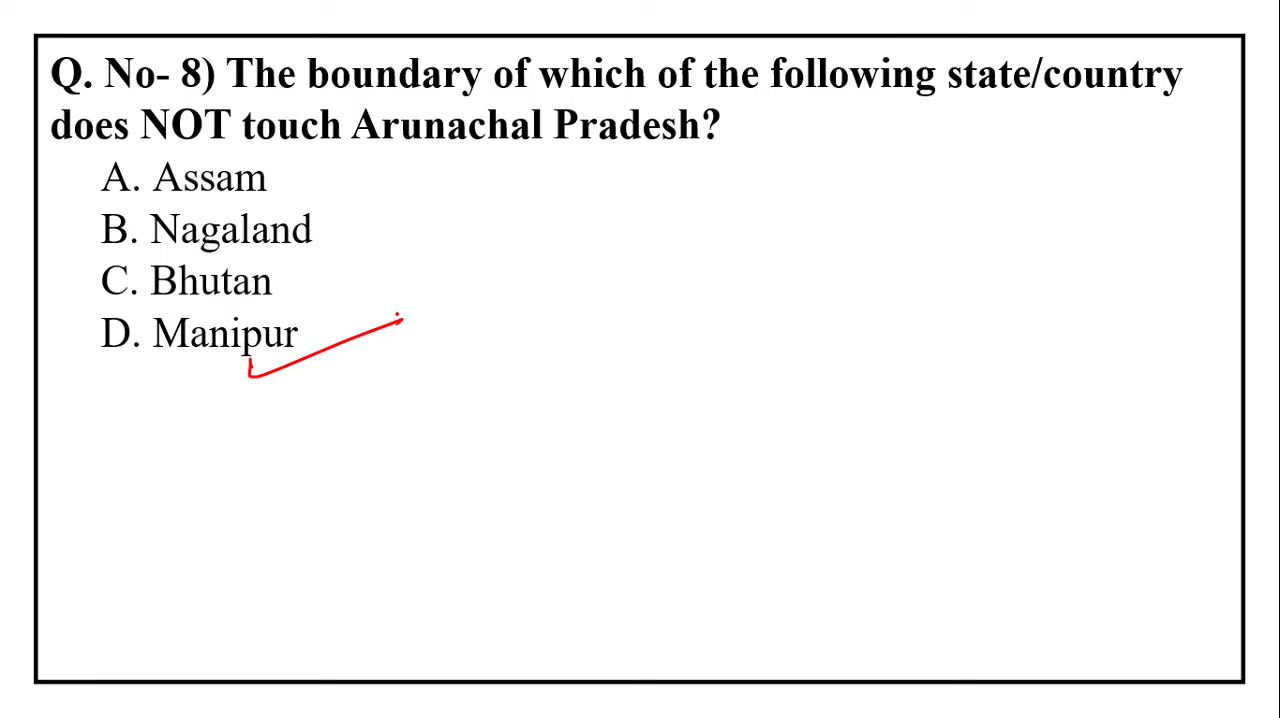 Q. No- 8) The boundary of which of the following state/country
does NOT touch Arunachal Pradesh?
A. Assam
B. Nagaland
C. Bhutan
D. Manipur